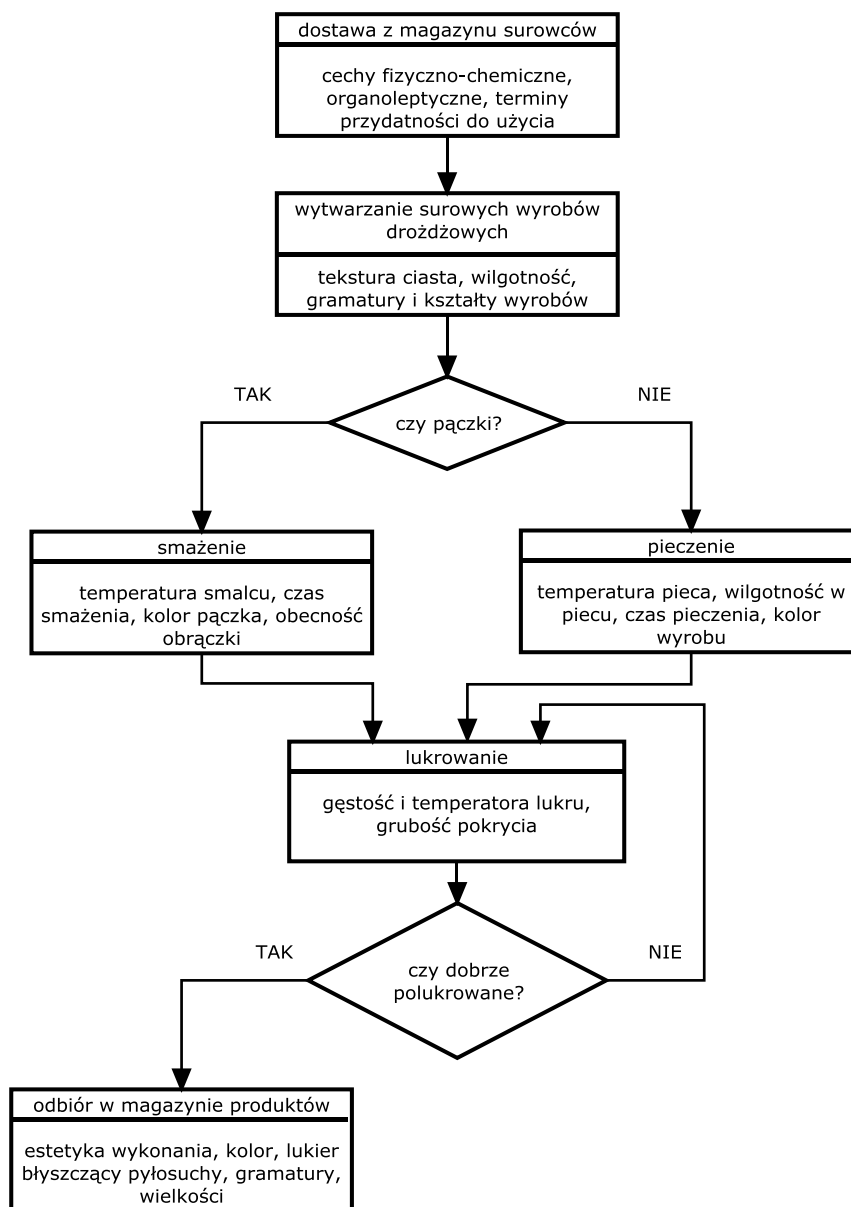 dostawa z magazynu surowców
cechy fizyczno-chemiczne,
organoleptyczne, terminy
przydatności do użycia
wytwarzanie surowych wyrobów
drożdżowych
tekstura ciasta, wilgotność,
gramatury i kształty wyrobów
TAK
NIE
czy pączki?
smażenie
temperatura smalcu, czas
smażenia, kolor pączka, obecność
obrączki
pieczenie
temperatura pieca, wilgotność w
piecu, czas pieczenia, kolor
wyrobu
lukrowanie
gęstość i temperatora lukru,
grubość pokrycia
TAK
NIE
czy dobrze
polukrowane?
odbiór w magazynie produktów
estetyka wykonania, kolor, lukier
błyszczący pyłosuchy, gramatury,
wielkości